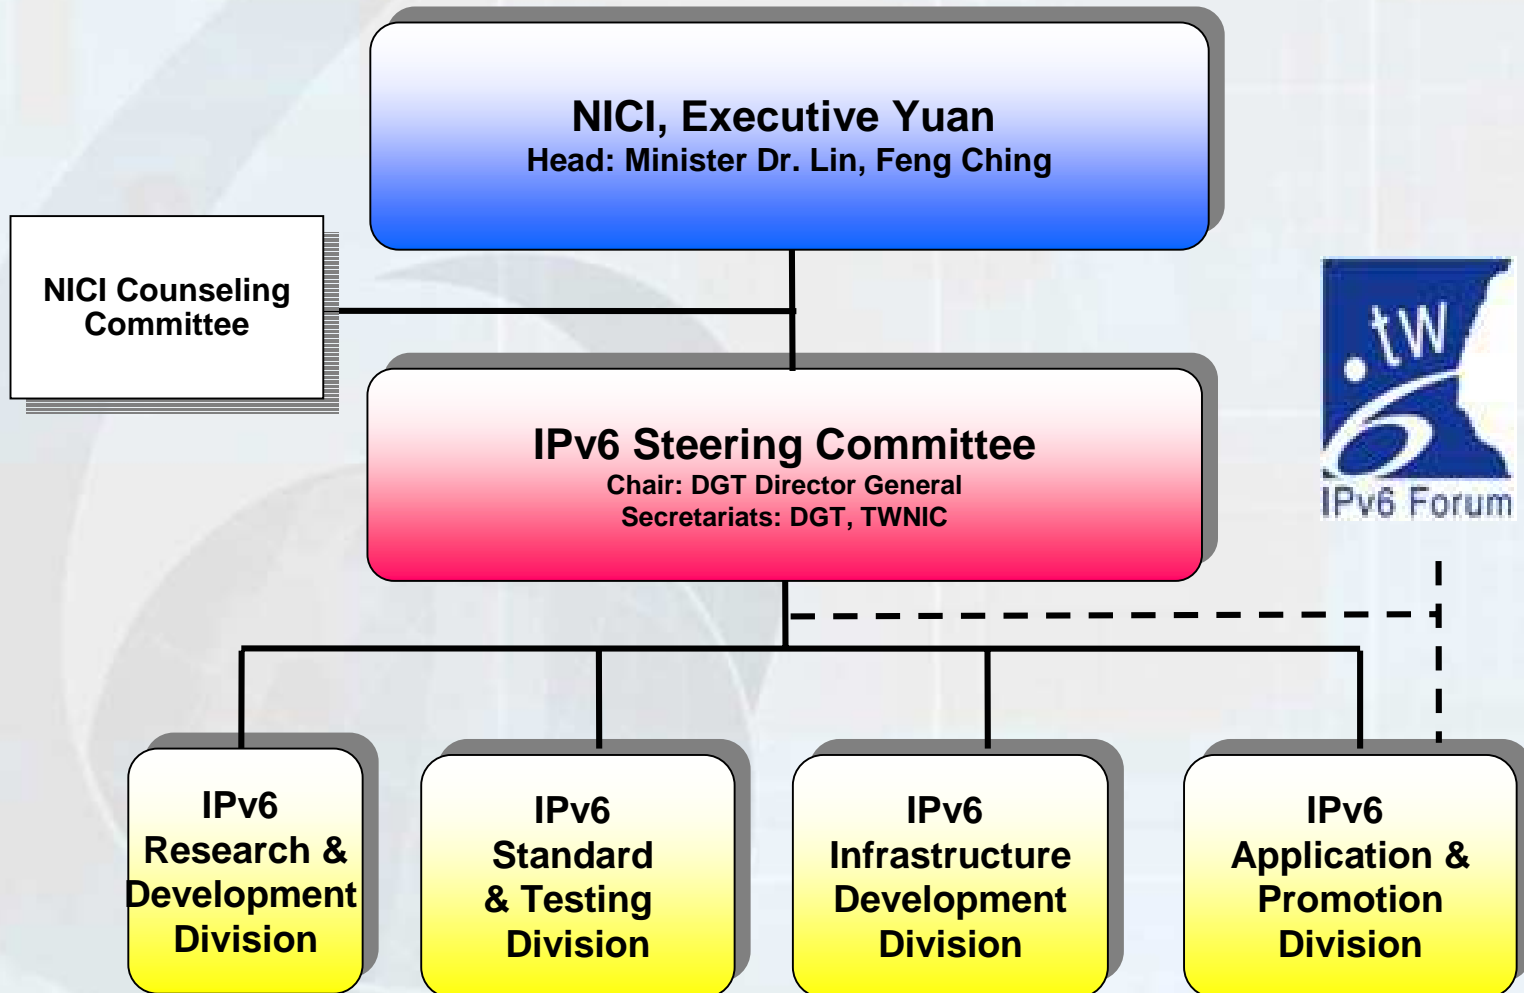 NICI, Executive Yuan
Head: Minister Dr. Lin, Feng Ching
NICI Counseling
Committee
IPv6 Steering Committee
Chair: DGT Director General
Secretariats: DGT, TWNIC
.tw
6
IPv6 Forum
IPv6
Research &
Development
Division
IPv6
Standard
& Testing
Division
IPv6
Infrastructure
Development
Division
IPv6
Application &
Promotion
Division